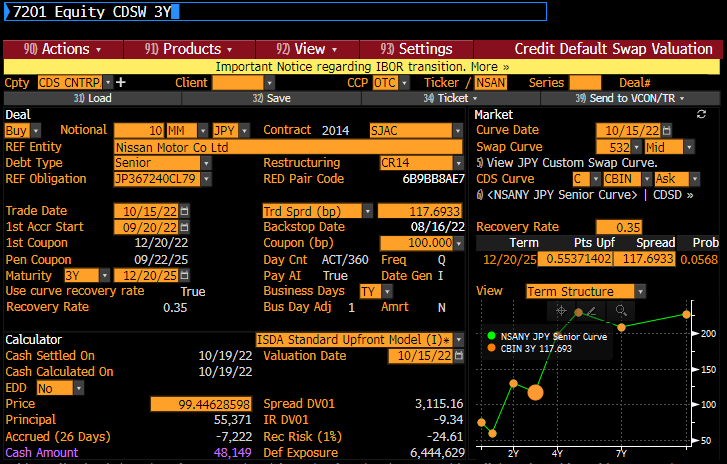 7201 Equity CDSW 3Y
90) Actions 91) Products 92) View 93) Settings Credit Default Swap Valuation
Important Notice regarding IBOR transition. More »
Cpty CDS CNTRP. Client CCP OTC Ticker / NSAN Series Deal#
31) Load 32) Save 34) Ticket 39) Send to VCON/TR
Deal
Buy Notional 10 MM JPY Contract 2014 SJAC
REF Entity Nissan Motor Co Ltd
Debt Type Senior Restructuring CR14
REF Obligation JP367240CL79 RED Pair Code 6B9BB8AE7
Trade Date 10/15/22 Trd Sprd (bp) 117.6933
1st Accr Start 09/20/22 Backstop Date 08/16/22
1st Coupon 12/20/22 Coupon (bp) 100.000
Pen Coupon 09/22/25 Day Cnt ACT/360 Freq Q
Maturity 3Y 12/20/25 Pay AI True Date Gen I
Use curve recovery rate True Business Days TY
Recovery Rate 0.35 Bus Day Adj 1 Amrt N
Market
Curve Date 10/15/22
Swap Curve 532 Mid
5) View JPY Custom Swap Curve.
CDS Curve C CBIN Ask
6) <NSANY JPY Senior Curve> | CDSD »
Recovery Rate 0.35
Term Pts Upf Spread Prob
12/20/25 0.55371402 117.6933 0.0568
View Term Structure
NSANY JPY Senior Curve
CBIN 3Y 117.693
200
150
100
50
2Y 4Y 7Y
Calculator ISDA Standard Upfront Model (I)*
Cash Settled On 10/19/22 Valuation Date 10/15/22
Cash Calculated On 10/19/22
EDD No
Price 99.44628598 Spread DV01 3,115.16
Principal 55,371 IR DV01 -9.34
Accrued (26 Days) -7,222 Rec Risk (1%) -24.61
Cash Amount 48,149 Def Exposure 6,444,629